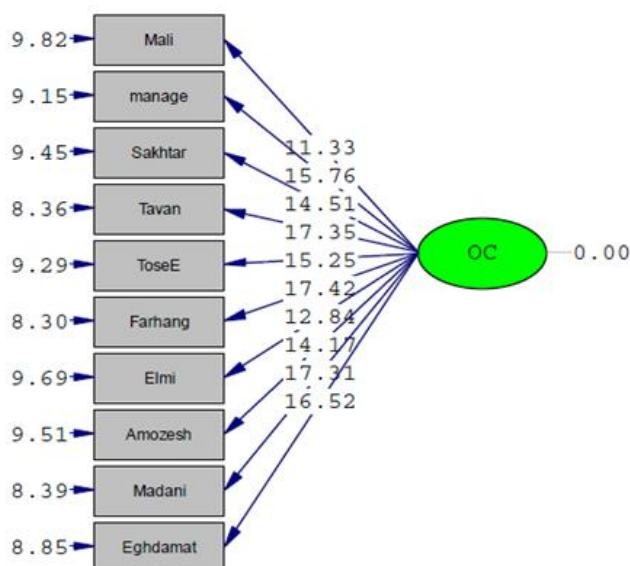 9.82 Mali
9.15 manage
9.45 Sakhtar
8.36 Tavan
9.29 ToseE
8.30 Farhang
9.69 Elmi
9.51 Amozesh
8.39 Madani
8.85 Eghdamat
11.33
15.76
14.51
17.35
15.25
17.42
12.84
14.17
17.31
16.52
OC 0.00